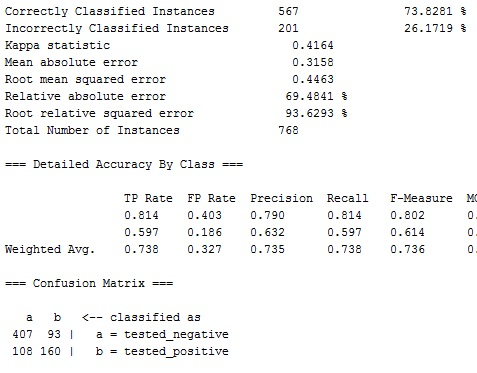 Correctly Classified Instances 567 73.8281 %
Incorrectly Classified Instances 201 26.1719 %
Kappa statistic 0.4164
Mean absolute error 0.3158
Root mean squared error 0.4463
Relative absolute error 69.4841 %
Root relative squared error 93.6293 %
Total Number of Instances 768
=== Detailed Accuracy By Class ===
TP Rate FP Rate Precision Recall F-Measure
0.814 0.403 0.790 0.814 0.802 0.
0.597 0.186 0.632 0.597 0.614 0.
Weighted Avg. 0.738 0.327 0.735 0.738 0.736 0.
=== Confusion Matrix ===
a b <-- classified as
407 93 | a = tested_negative
108 160 | b = tested_positive